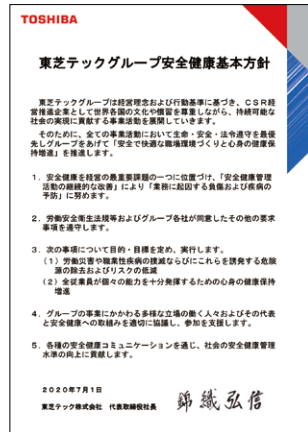 TOSHIBA
東芝テックグループ安全健康基本方針
東芝テックグループは経営理念および行動基準に基づき、CSR経
営推進企業として世界各国の文化や慣習を尊重しながら、持続可能な
社会の実現に貢献する事業活動を展開していきます。
そのために、全ての事業活動において生命・安全・法令遵守を最優
先しグループをあげて「安全で快適な職場環境づくりと心身の健康保
持増進」を推進します。
1．安全健康を経営の最重要課題の一つに位置づけ、「安全健康管理
活動の継続的な改善」により「業務に起因する負傷および疾病の
予防」に努めます。
2．労働安全衛生法規等およびグループ各社が同意したその他の要求
事項を遵守します。
3．次の事項について目的・目標を定め、実行します。
（1）労働災害や職業性疾病の撲滅ならびにこれらを誘発する危険
源の除去およびリスクの低減
（2）全従業員が個々の能力を十分発揮するための心身の健康保持
増進
4．グループの事業にかかわる多様な立場の働く人々およびその代表
と安全健康への取組みを適切に協議し、参加を支援します。
5．各種の安全健康コミュニケーションを通じ、社会の安全健康管理
水準の向上に貢献します。
2020年7月1日
東芝テック株式会社 代表取締役社長 錦織弘信